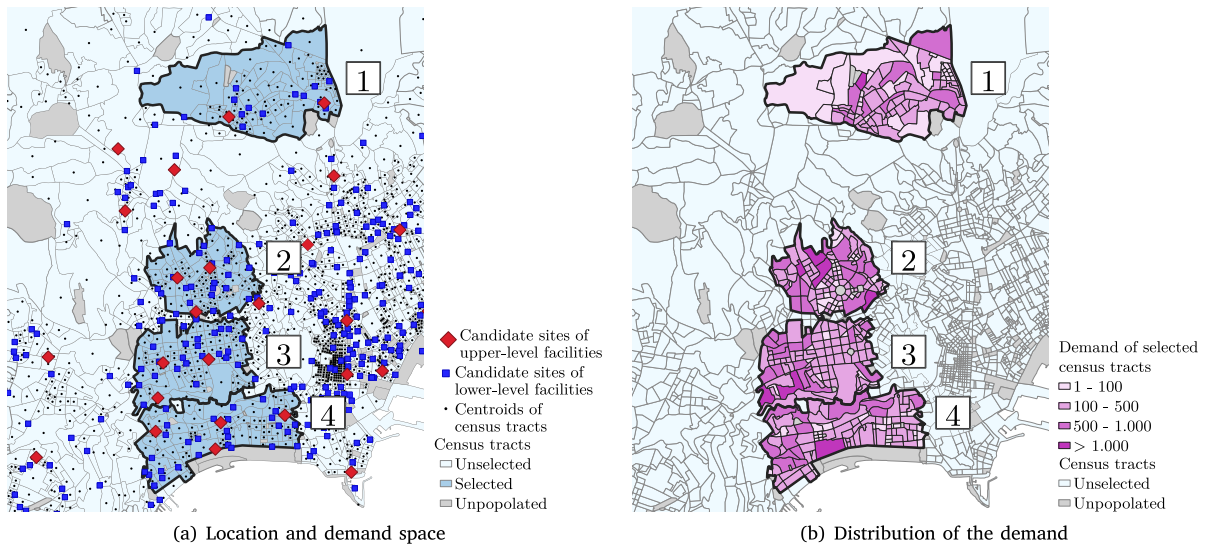 1
2
3
4
Candidate sites of
upper-level facilities
Candidate sites of
lower-level facilities
Centroids of
census tracts
Census tracts
Unselected
Selected
Unpopolated
(a) Location and demand space
1
2
3
4
Demand of selected
census tracts
1 - 100
100 - 500
500 - 1.000
> 1.000
Census tracts
Unselected
Unpopolated
(b) Distribution of the demand